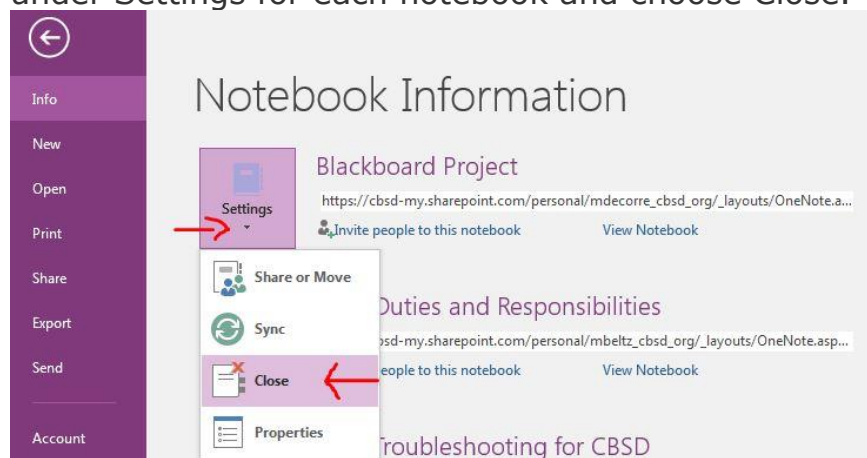 under Settings for each notebook and choose Close.
Info
New
Open
Print
Share
Export
Send
Account
Notebook Information
Settings
Blackboard Project
https://cbsd-my.sharepoint.com/personal/mdecorre_cbsd_org/_layouts/OneNote.a...
Invite people to this notebook View Notebook
Share or Move
Sync
Close
Properties
Duties and Responsibilities
bsd-my.sharepoint.com/personal/mbeltz_cbsd_org/_layouts/OneNote.asp...
eople to this notebook View Notebook
Troubleshooting for CBSD